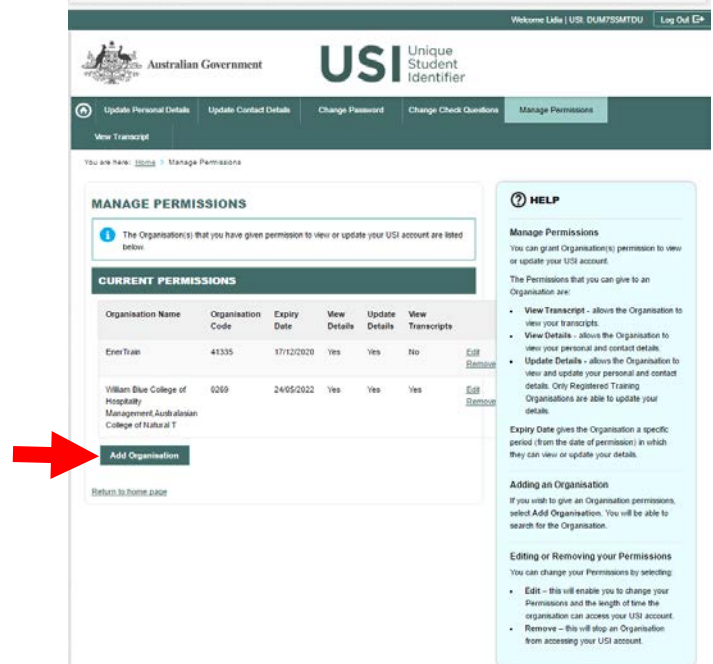 Welcome Lidia | USI: DUM7SSMTDU Log Out
Australian Government
USI Unique
Student
Identifier
Update Personal Details Update Contact Details Change Password Change Check Questions Manage Permissions
View Transcript
You are here: Home > Manage Permissions
MANAGE PERMISSIONS
The Organisation(s) that you have given permission to view or update your USI account are listed
below.
CURRENT PERMISSIONS
Organisation Name Organisation Expiry View Update View
Code Date Details Details Transcripts
EnerTrain 41335 17/12/2020 Yes Yes No Edit
Remove
William Blue College of 0269 24/05/2022 Yes Yes Yes Edit
Hospitality Remove
Management,Australasian
College of Natural T
Add Organisation
Return to home page
HELP
Manage Permissions
You can grant Organisation(s) permission to view
or update your USI account.
The Permissions that you can give to an
Organisation are:
• View Transcript - allows the Organisation to
view your transcripts.
• View Details - allows the Organisation to
view your personal and contact details.
• Update Details - allows the Organisation to
view and update your personal and contact
details. Only Registered Training
Organisations are able to update your
details.
Expiry Date gives the Organisation a specific
period (from the date of permission) in which
they can view or update your details.
Adding an Organisation
If you wish to give an Organisation permissions,
select Add Organisation. You will be able to
search for the Organisation.
Editing or Removing your Permissions
You can change your Permissions by selecting:
• Edit – this will enable you to change your
Permissions and the length of time the
organisation can access your USI account.
• Remove – this will stop an Organisation
from accessing your USI account.